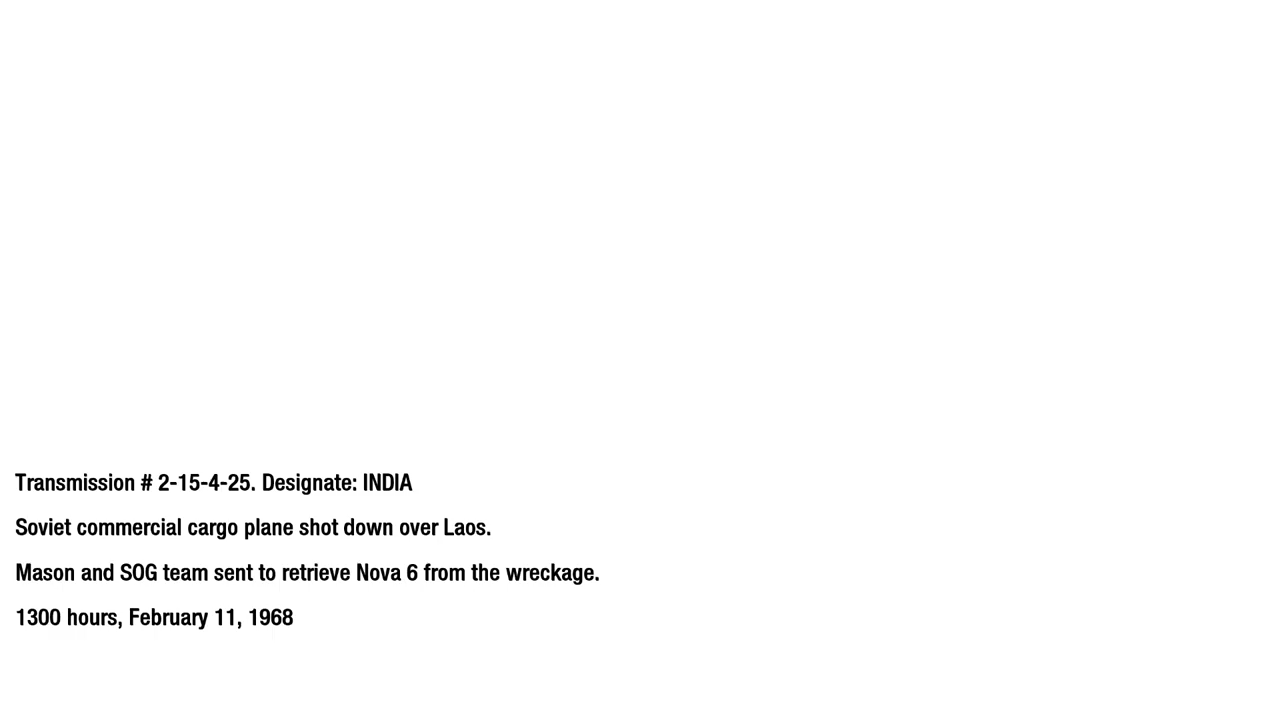 Transmission # 2-15-4-25. Designate: INDIA
Soviet commercial cargo plane shot down over Laos.
Mason and SOG team sent to retrieve Nova 6 from the wreckage.
1300 hours, February 11, 1968